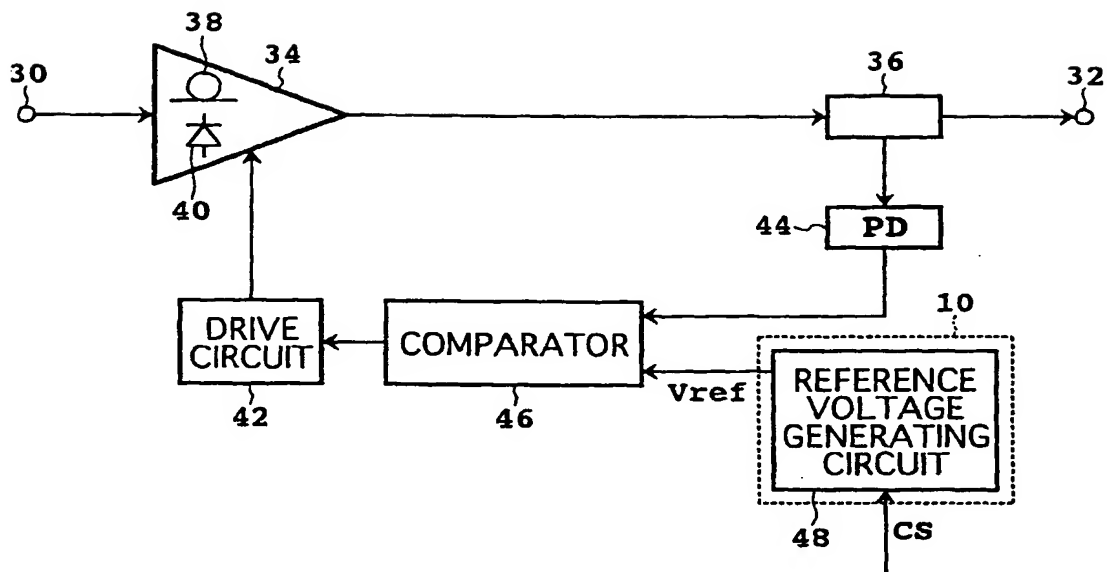 38
34
30
36
32
40
44
PD
10
DRIVE
CIRCUIT
COMPARATOR
Vref
REFERENCE
VOLTAGE
GENERATING
CIRCUIT
42
46
48
CS